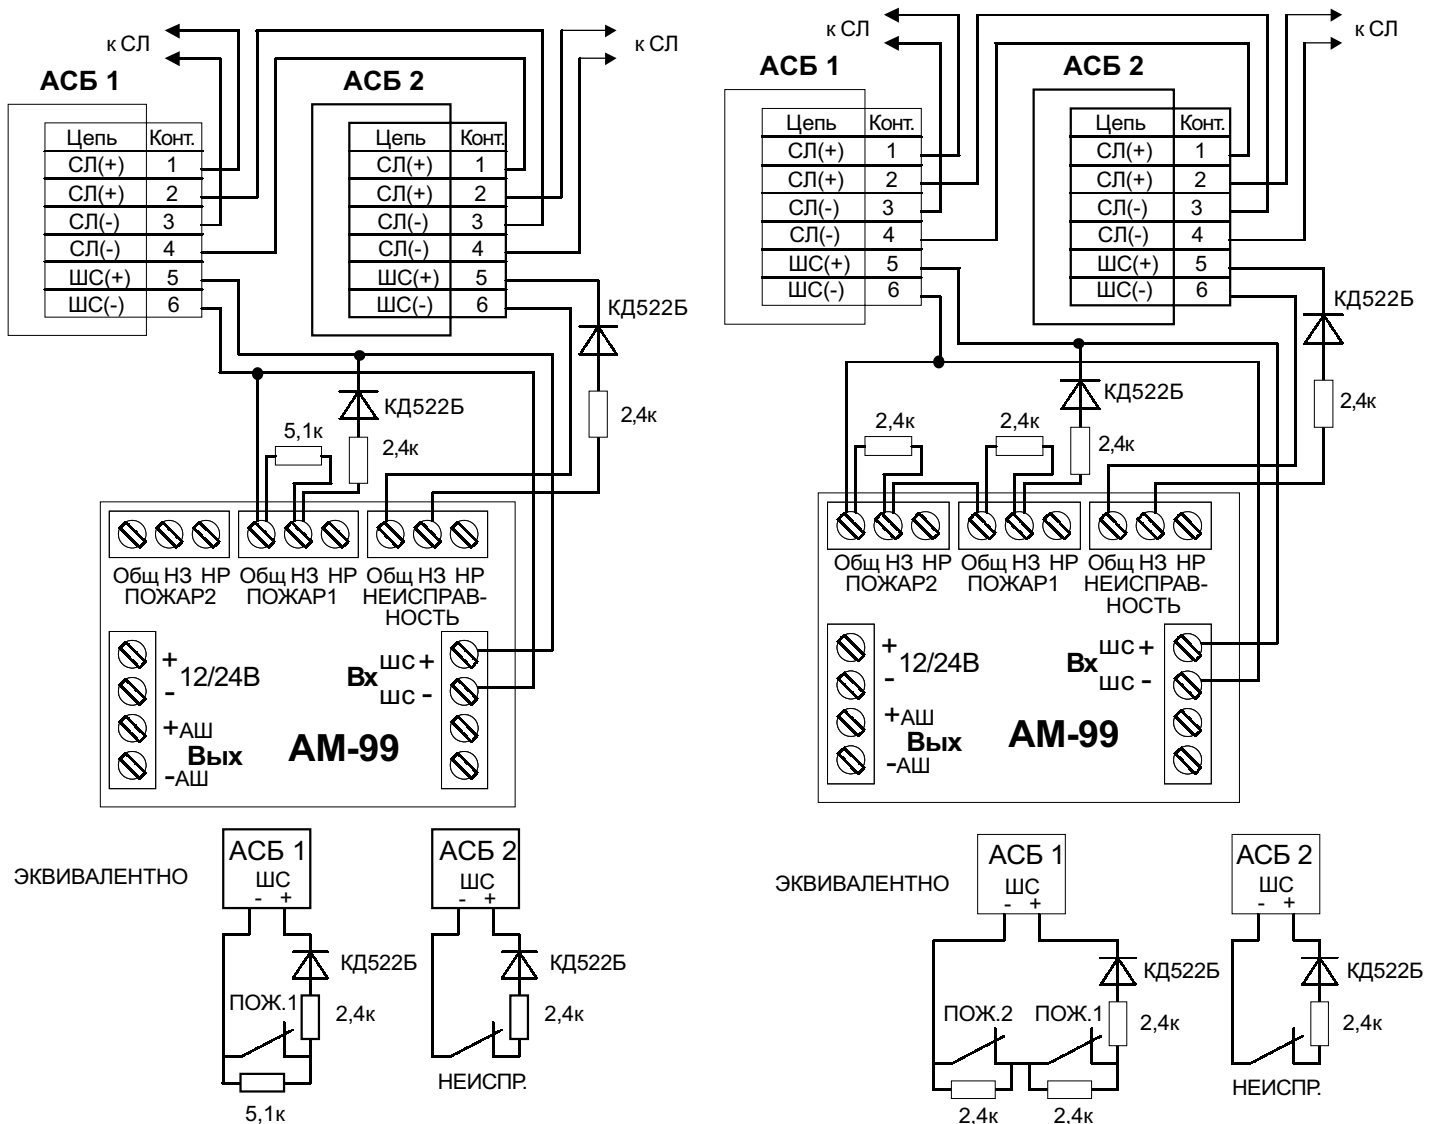 к СЛ
к СЛ
АСБ 1
АСБ 2
Цепь Конт.
СЛ(+) 1
СЛ(+) 2
СЛ(-) 3
СЛ(-) 4
ШС(+) 5
ШС(-) 6
Цепь Конт.
СЛ(+) 1
СЛ(+) 2
СЛ(-) 3
СЛ(-) 4
ШС(+) 5
ШС(-) 6
КД522Б
2,4к
КД522Б
5,1к
2,4к
Общ НЗ НР
ПОЖАР2
Общ НЗ НР
ПОЖАР1
Общ НЗ НР
НЕИСПРАВ-
НОСТЬ
+
12/24В
-
+АШ
Вых
-АШ
АМ-99
Вх
ШС +
ШС -
ЭКВИВАЛЕНТНО
АСБ 1
ШС
- +
КД522Б
ПОЖ.1
2,4к
5,1к
АСБ 2
ШС
- +
КД522Б
2,4к
НЕИСПР.
к СЛ
к СЛ
АСБ 1
АСБ 2
Цепь Конт.
СЛ(+) 1
СЛ(+) 2
СЛ(-) 3
СЛ(-) 4
ШС(+) 5
ШС(-) 6
Цепь Конт.
СЛ(+) 1
СЛ(+) 2
СЛ(-) 3
СЛ(-) 4
ШС(+) 5
ШС(-) 6
КД522Б
2,4к
КД522Б
2,4к
2,4к
2,4к
Общ НЗ НР
ПОЖАР2
Общ НЗ НР
ПОЖАР1
Общ НЗ НР
НЕИСПРАВ-
НОСТЬ
+
12/24В
-
+АШ
Вых
-АШ
АМ-99
Вх
ШС +
ШС -
ЭКВИВАЛЕНТНО
АСБ 1
ШС
- +
КД522Б
ПОЖ.2
ПОЖ.1
2,4к
2,4к
2,4к
АСБ 2
ШС
- +
КД522Б
2,4к
НЕИСПР.